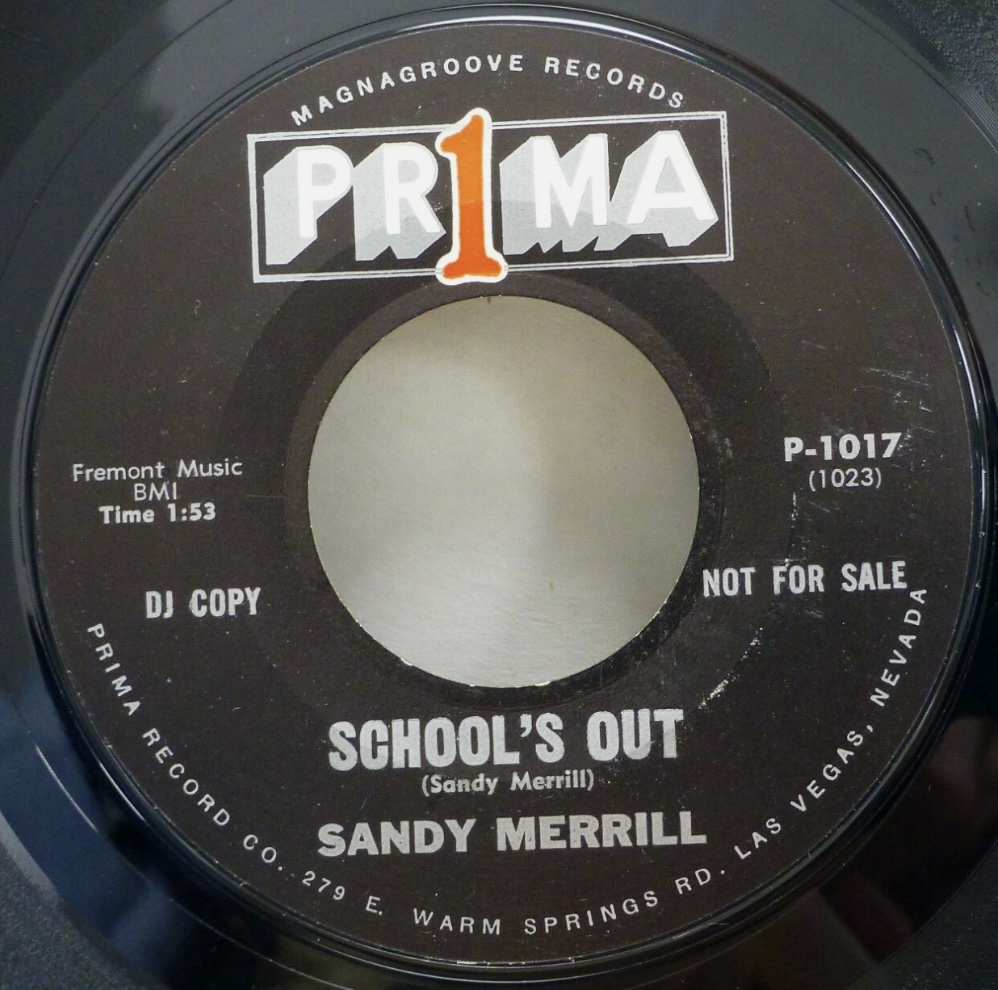 MAGNAGROOVE RECORDS
PR1MA
Fremont Music
BMI
Time 1:53
P-1017
(1023)
DJ COPY
NOT FOR SALE
SCHOOL'S OUT
(Sandy Merrill)
SANDY MERRILL
PRIMA RECORD CO., 279 E. WARM SPRINGS RD. LAS VEGAS, NEVADA